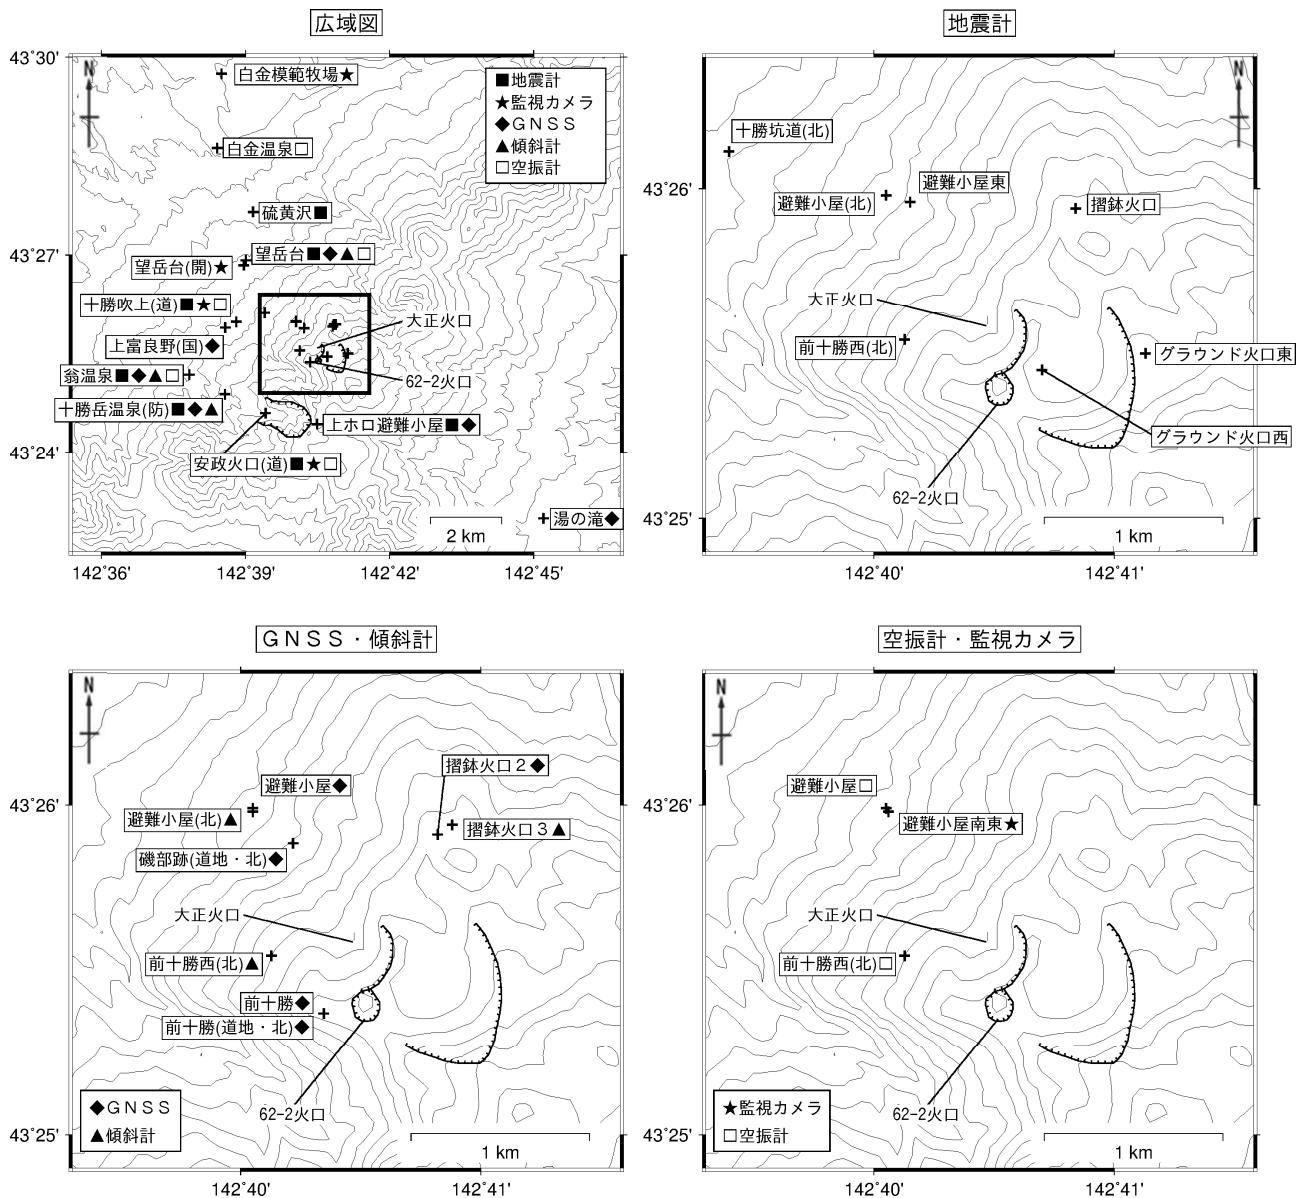 広域図
43°30'
43°27'
43°24'
142°36'
142°39'
142°42'
142°45'
N
白金模範牧場★
白金温泉□
硫黄沢■
望岳台■◆▲□
望岳台(開)★
十勝吹上(道)■★□
上富良野(国)◆
翁温泉■◆▲□
十勝岳温泉(防)■◆▲
大正火口
62-2火口
上ホロ避難小屋■◆
安政火口(道)■★□
湯の滝◆
2 km
■地震計
★監視カメラ
◆GNSS
▲傾斜計
□空振計
地震計
N
十勝坑道(北)
43°26'
避難小屋東
避難小屋(北)
摺鉢火口
大正火口
前十勝西(北)
グラウンド火口東
グラウンド火口西
62-2火口
43°25'
1 km
142°40'
142°41'
GNSS・傾斜計
N
摺鉢火口2◆
避難小屋◆
43°26'
避難小屋(北)▲
摺鉢火口3▲
磯部跡(道地・北)◆
大正火口
前十勝西(北)▲
前十勝◆
前十勝(道地・北)◆
62-2火口
◆GNSS
▲傾斜計
43°25'
1 km
142°40'
142°41'
空振計・監視カメラ
N
避難小屋□
43°26'
避難小屋南東★
大正火口
前十勝西(北)□
62-2火口
★監視カメラ
□空振計
43°25'
1 km
142°40'
142°41'